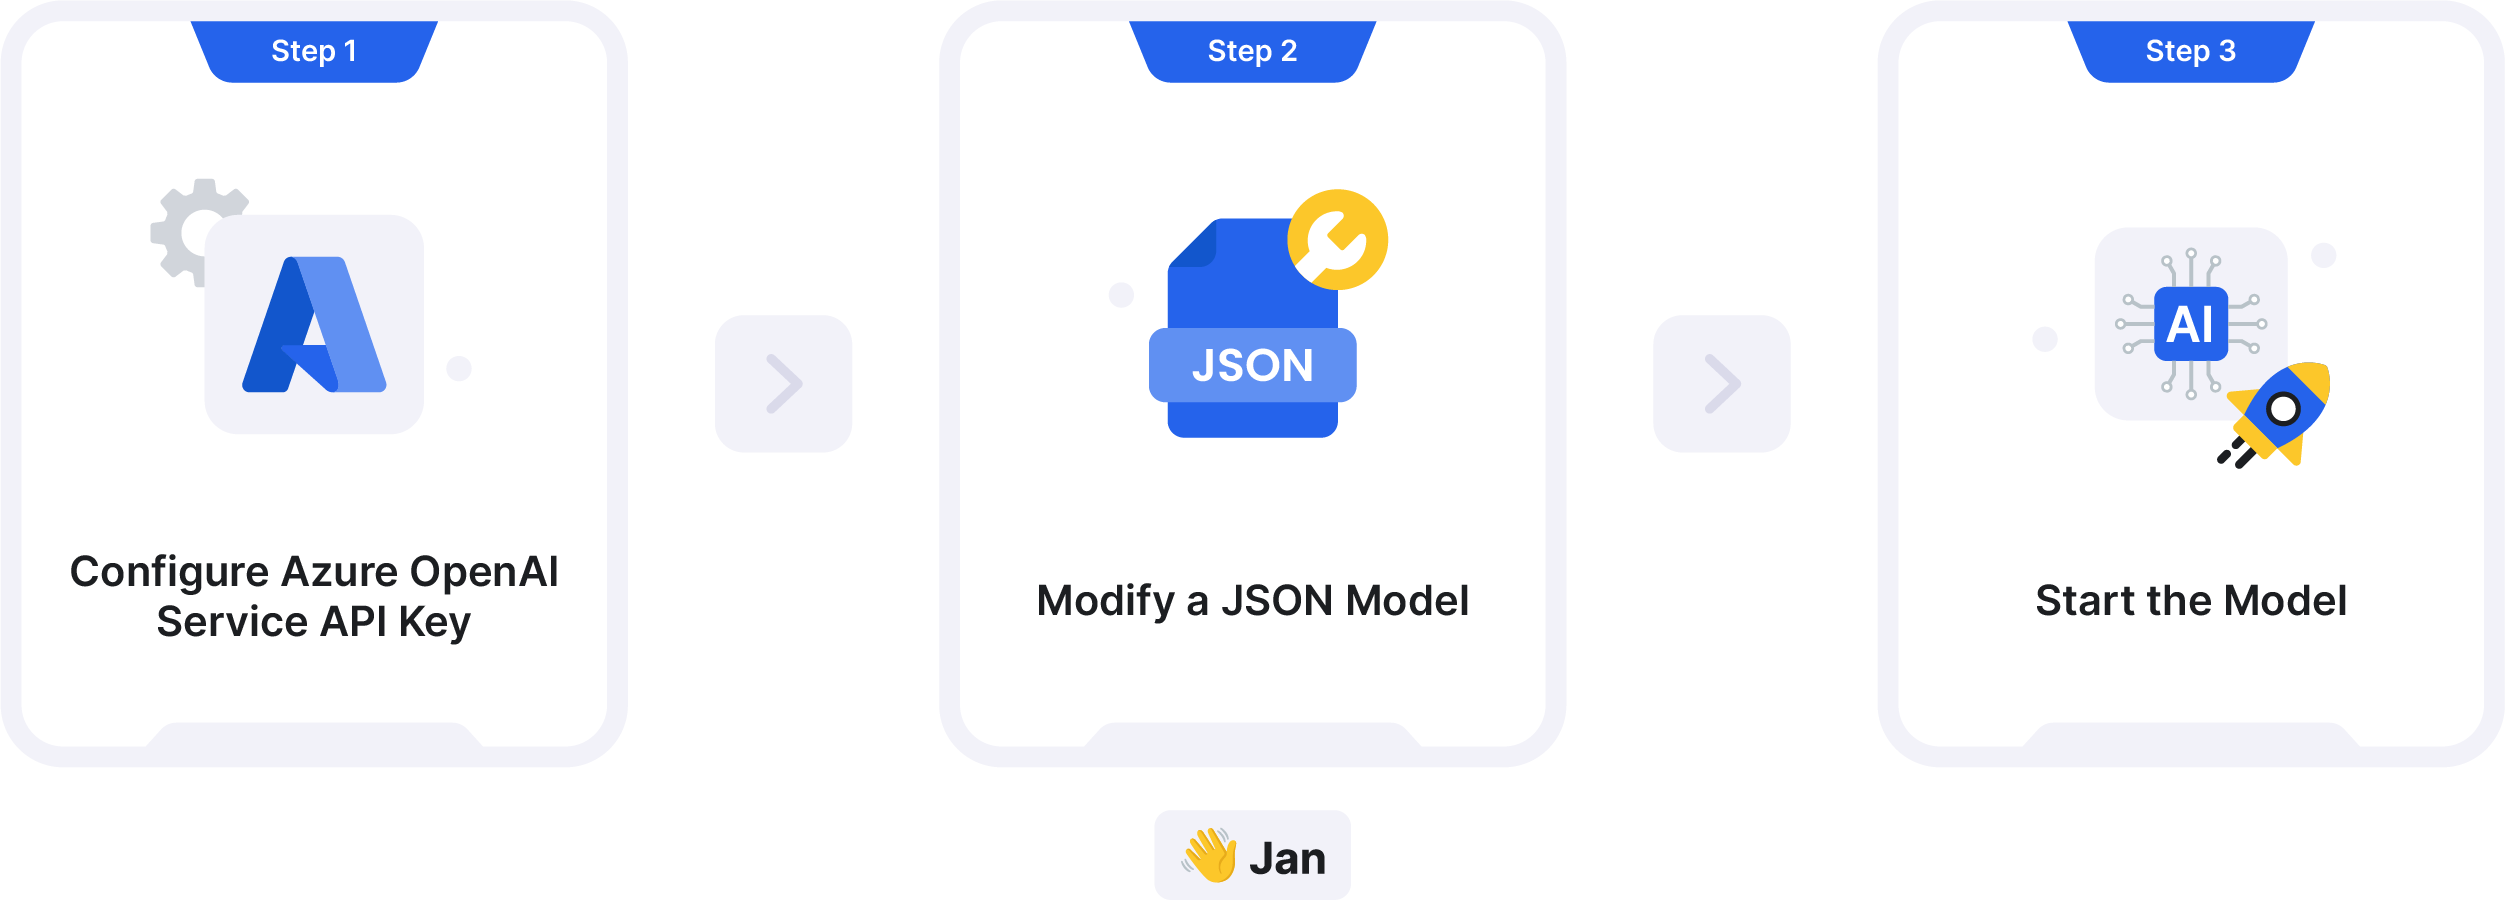 Step 1
Configure Azure OpenAI
Service API Key
Step 2
JSON
Modify a JSON Model
Step 3
AI
Start the Model
👋 Jan